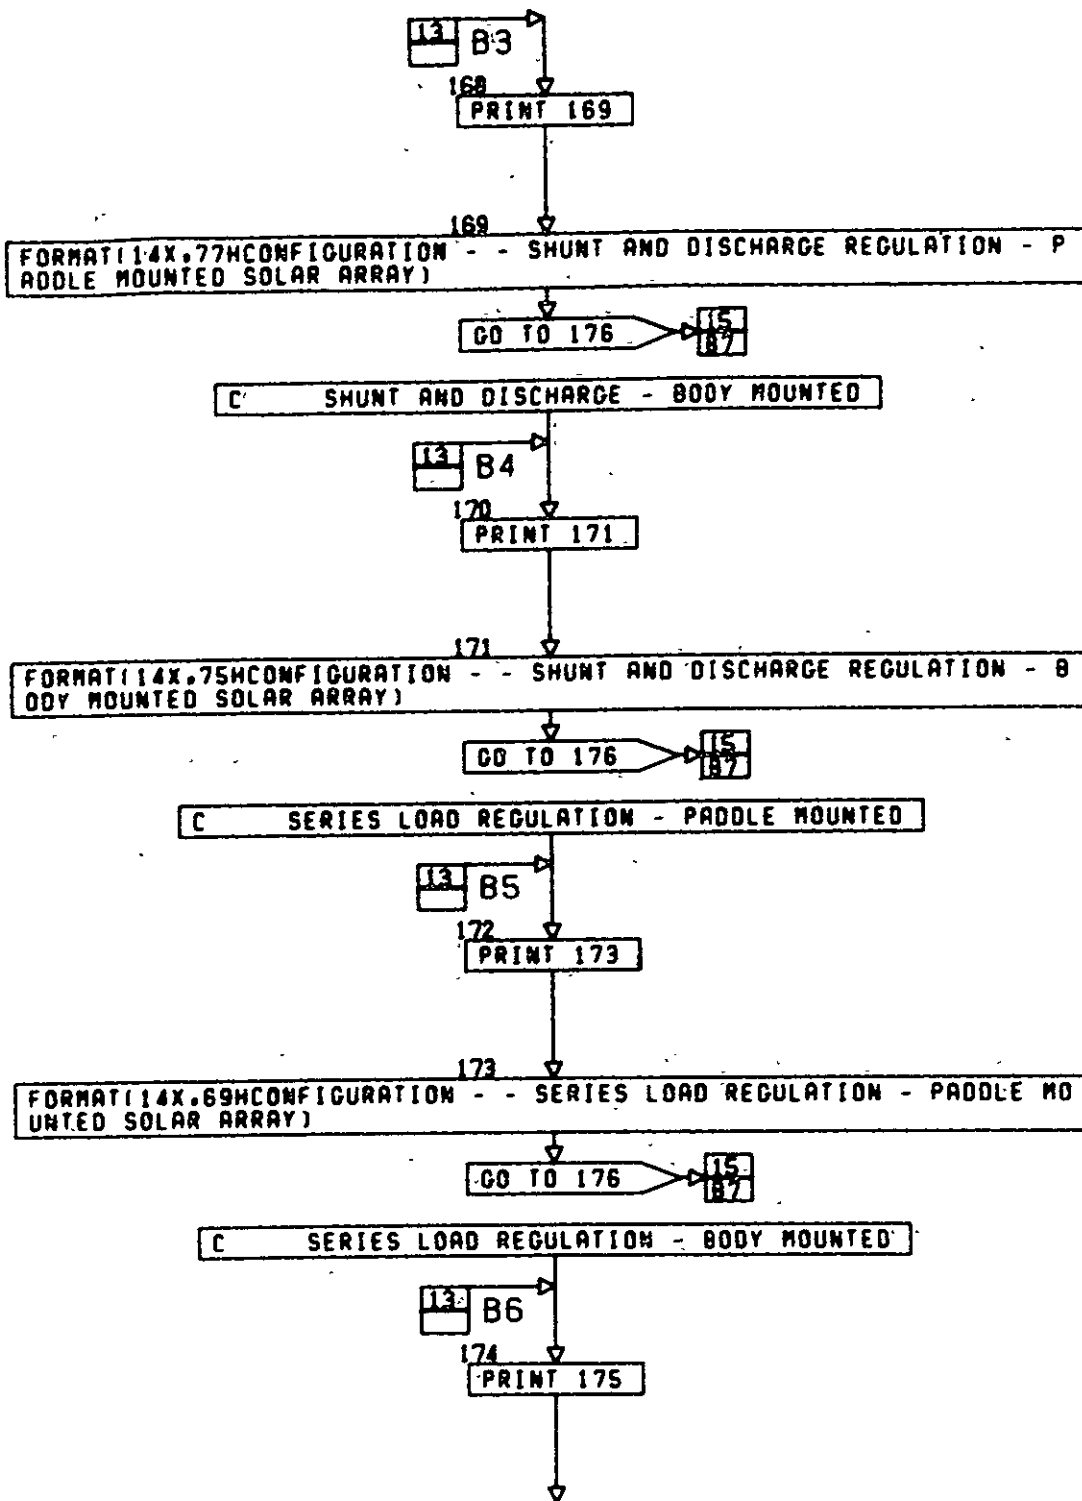 13 B3
168
PRINT 169
169
FORMAT(14X,77HCONFIGURATION - - SHUNT AND DISCHARGE REGULATION - P
ADDLE MOUNTED SOLAR ARRAY)
GO TO 176
15
B7
C SHUNT AND DISCHARGE - BODY MOUNTED
13 B4
170
PRINT 171
171
FORMAT(14X,75HCONFIGURATION - - SHUNT AND DISCHARGE REGULATION - B
ODY MOUNTED SOLAR ARRAY)
GO TO 176
15
B7
C SERIES LOAD REGULATION - PADDLE MOUNTED
13 B5
172
PRINT 173
173
FORMAT(14X,69HCONFIGURATION - - SERIES LOAD REGULATION - PADDLE MO
UNTED SOLAR ARRAY)
GO TO 176
15
B7
C SERIES LOAD REGULATION - BODY MOUNTED
13 B6
174
PRINT 175